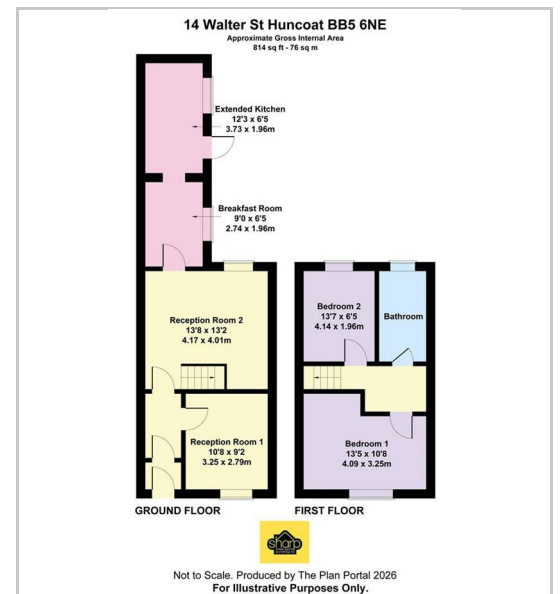 14 Walter St Huncoat BB5 6NE
Approximate Gross Internal Area
814 sq ft - 76 sq m
Extended Kitchen
12'3 x 6'5
3.73 x 1.96m
Breakfast Room
9'0 x 6'5
2.74 x 1.96m
Reception Room 2
13'8 x 13'2
4.17 x 4.01m
Reception Room 1
10'8 x 9'2
3.25 x 2.79m
GROUND FLOOR
Bedroom 2
13'7 x 6'5
4.14 x 1.96m
Bathroom
Bedroom 1
13'5 x 10'8
4.09 x 3.25m
FIRST FLOOR
sharp
Not to Scale. Produced by The Plan Portal 2026
For Illustrative Purposes Only.